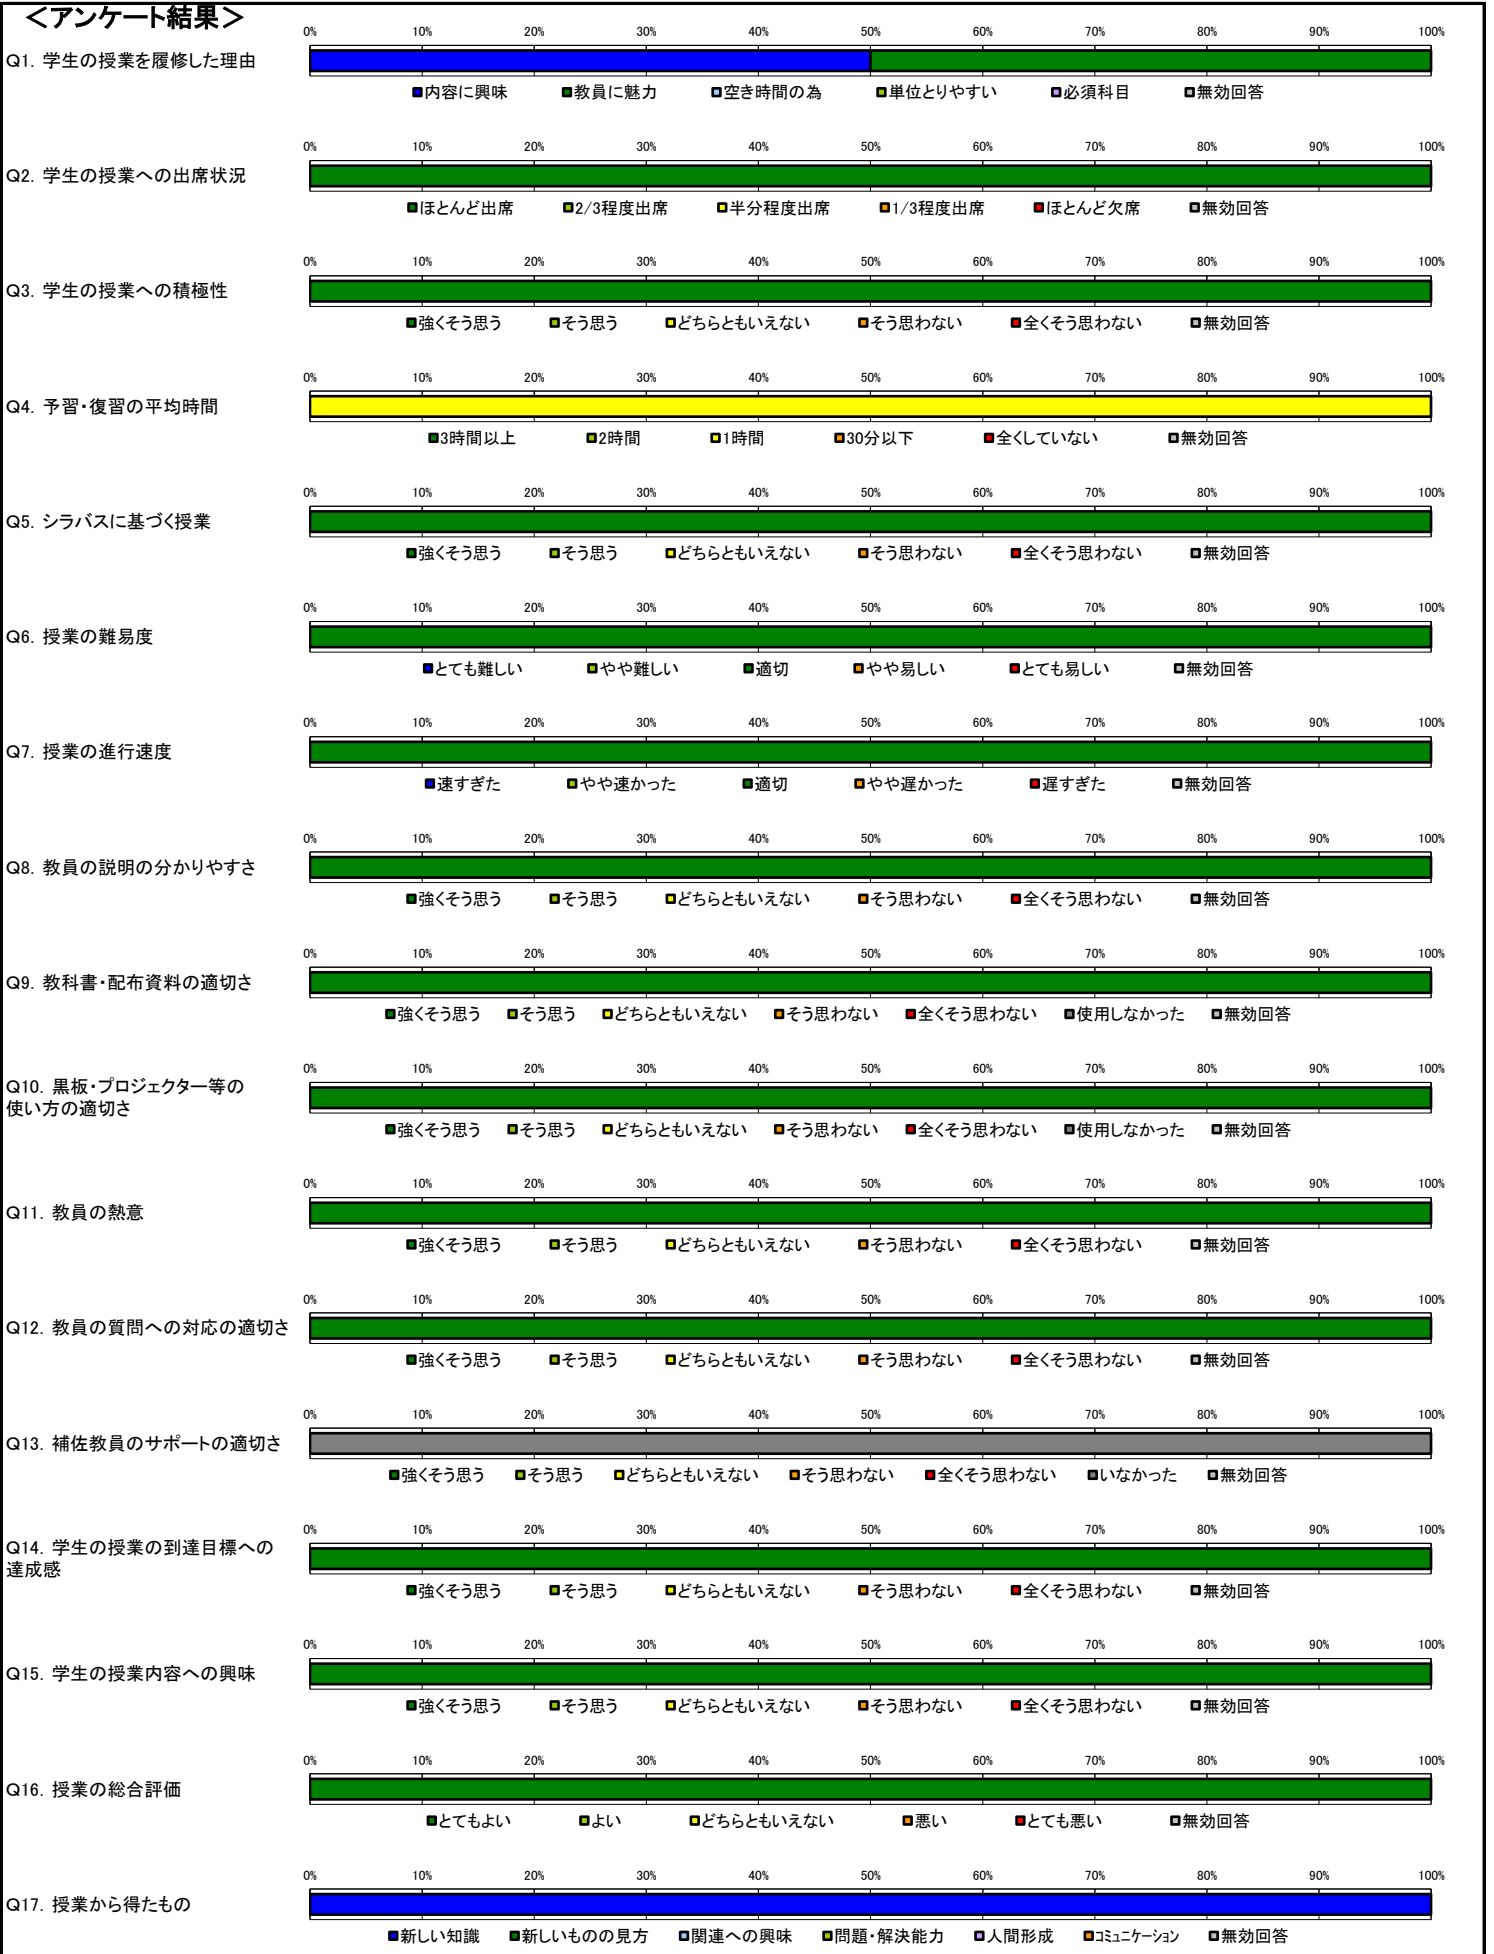 ＜アンケート結果＞
0% 10% 20% 30% 40% 50% 60% 70% 80% 90% 100%
Q1. 学生の授業を履修した理由
内容に興味 教員に魅力 空き時間の為 単位とりやすい 必須科目 無効回答
0% 10% 20% 30% 40% 50% 60% 70% 80% 90% 100%
Q2. 学生の授業への出席状況
ほとんど出席 2/3程度出席 半分程度出席 1/3程度出席 ほとんど欠席 無効回答
0% 10% 20% 30% 40% 50% 60% 70% 80% 90% 100%
Q3. 学生の授業への積極性
強くそう思う そう思う どちらともいえない そう思わない 全くそう思わない 無効回答
0% 10% 20% 30% 40% 50% 60% 70% 80% 90% 100%
Q4. 予習・復習の平均時間
3時間以上 2時間 1時間 30分以下 全くしていない 無効回答
0% 10% 20% 30% 40% 50% 60% 70% 80% 90% 100%
Q5. シラバスに基づく授業
強くそう思う そう思う どちらともいえない そう思わない 全くそう思わない 無効回答
0% 10% 20% 30% 40% 50% 60% 70% 80% 90% 100%
Q6. 授業の難易度
とても難しい やや難しい 適切 やや易しい とても易しい 無効回答
0% 10% 20% 30% 40% 50% 60% 70% 80% 90% 100%
Q7. 授業の進行速度
速すぎた やや速かった 適切 やや遅かった 遅すぎた 無効回答
0% 10% 20% 30% 40% 50% 60% 70% 80% 90% 100%
Q8. 教員の説明の分かりやすさ
強くそう思う そう思う どちらともいえない そう思わない 全くそう思わない 無効回答
0% 10% 20% 30% 40% 50% 60% 70% 80% 90% 100%
Q9. 教科書・配布資料の適切さ
強くそう思う そう思う どちらともいえない そう思わない 全くそう思わない 使用しなかった 無効回答
0% 10% 20% 30% 40% 50% 60% 70% 80% 90% 100%
Q10. 黒板・プロジェクター等の
使い方の適切さ
強くそう思う そう思う どちらともいえない そう思わない 全くそう思わない 使用しなかった 無効回答
0% 10% 20% 30% 40% 50% 60% 70% 80% 90% 100%
Q11. 教員の熱意
強くそう思う そう思う どちらともいえない そう思わない 全くそう思わない 無効回答
0% 10% 20% 30% 40% 50% 60% 70% 80% 90% 100%
Q12. 教員の質問への対応の適切さ
強くそう思う そう思う どちらともいえない そう思わない 全くそう思わない 無効回答
0% 10% 20% 30% 40% 50% 60% 70% 80% 90% 100%
Q13. 補佐教員のサポートの適切さ
強くそう思う そう思う どちらともいえない そう思わない 全くそう思わない いなかった 無効回答
0% 10% 20% 30% 40% 50% 60% 70% 80% 90% 100%
Q14. 学生の授業の到達目標への
達成感
強くそう思う そう思う どちらともいえない そう思わない 全くそう思わない 無効回答
0% 10% 20% 30% 40% 50% 60% 70% 80% 90% 100%
Q15. 学生の授業内容への興味
強くそう思う そう思う どちらともいえない そう思わない 全くそう思わない 無効回答
0% 10% 20% 30% 40% 50% 60% 70% 80% 90% 100%
Q16. 授業の総合評価
とてもよい よい どちらともいえない 悪い とても悪い 無効回答
0% 10% 20% 30% 40% 50% 60% 70% 80% 90% 100%
Q17. 授業から得たもの
新しい知識 新しいものの見方 関連への興味 問題・解決能力 人間形成 ｺﾐｭﾆｹｰｼｮﾝ 無効回答